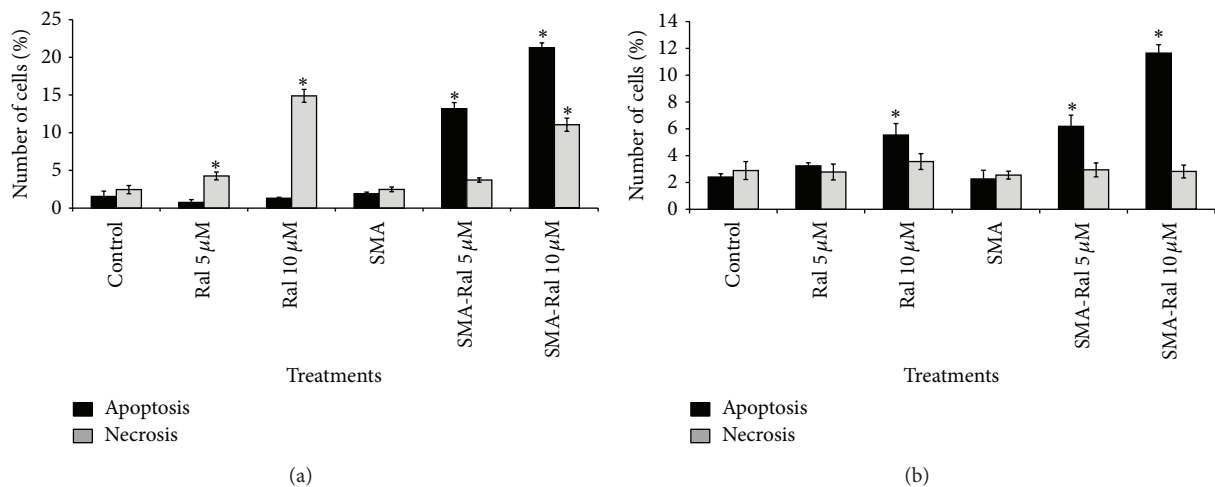 Number of cells (%)
25
20
15
10
5
0
*
*
*
*
*
Control
Ral 5 μM
Ral 10 μM
SMA
SMA-Ral 5 μM
SMA-Ral 10 μM
Treatments
Apoptosis
Necrosis
(a)
Number of cells (%)
14
12
10
8
6
4
2
0
*
*
*
Control
Ral 5 μM
Ral 10 μM
SMA
SMA-Ral 5 μM
SMA-Ral 10 μM
Treatments
Apoptosis
Necrosis
(b)